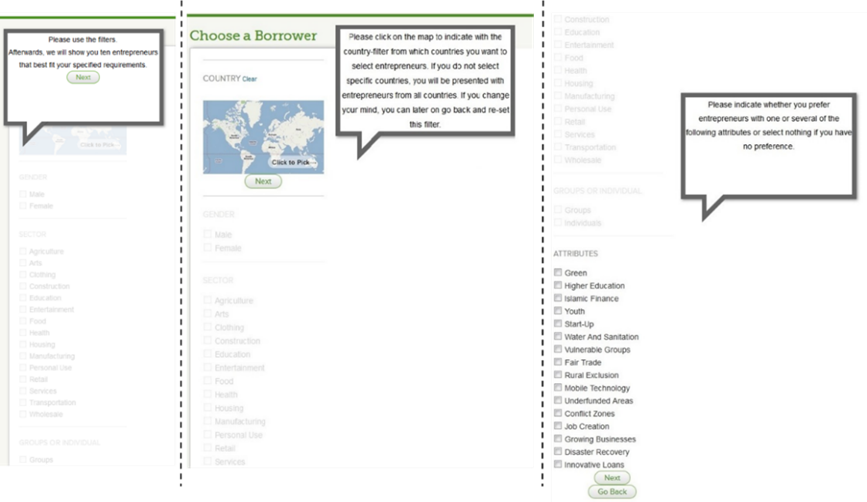 Please use the filters.
Afterwards, we will show you ten entrepreneurs
that best fit your specified requirements.
Next
Click to Pick
GENDER
Male
Female
SECTOR
Agriculture
Arts
Clothing
Construction
Education
Entertainment
Food
Health
Housing
Manufacturing
Personal Use
Retail
Services
Transportation
Wholesale
GROUPS OR INDIVIDUAL
Groups
Choose a Borrower
Please click on the map to indicate with the
country-filter from which countries you want to
select entrepreneurs. If you do not select
specific countries, you will be presented with
entrepreneurs from all countries. If you change
your mind, you can later on go back and re-set
this filter.
COUNTRY Clear
Click to Pick
Next
GENDER
Male
Female
SECTOR
Agriculture
Arts
Clothing
Construction
Education
Entertainment
Food
Health
Housing
Manufacturing
Personal Use
Retail
Services
Construction
Education
Entertainment
Food
Health
Housing
Manufacturing
Personal Use
Retail
Services
Transportation
Wholesale
GROUPS OR INDIVIDUAL
Groups
Individuals
Please indicate whether you prefer
entrepreneurs with one or several of the
following attributes or select nothing if you have
no preference.
ATTRIBUTES
Green
Higher Education
Islamic Finance
Youth
Start-Up
Water And Sanitation
Vulnerable Groups
Fair Trade
Rural Exclusion
Mobile Technology
Underfunded Areas
Conflict Zones
Job Creation
Growing Businesses
Disaster Recovery
Innovative Loans
Next
Go Back